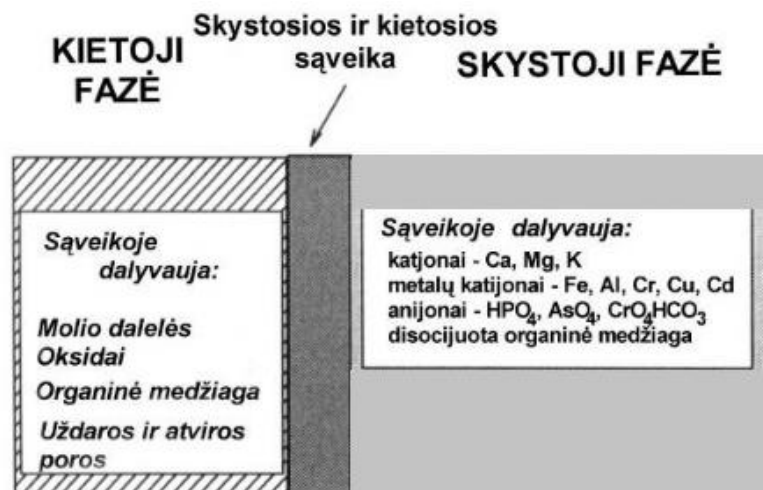 Skystosios ir kietosios
sąveika
KIETOJI
FAZĖ
SKYSTOJI FAZĖ
Sąveikoje
dalyvauja:
Molio dalelės
Oksidai
Organinė medžiaga
Uždaros ir atviros
poros
Sąveikoje dalyvauja:
katjonai - Ca, Mg, K
metalų katijonai - Fe, Al, Cr, Cu, Cd
anijonai - HPO₄, AsO₄, CrO₄HCO₃
disocijuota organinė medžiaga